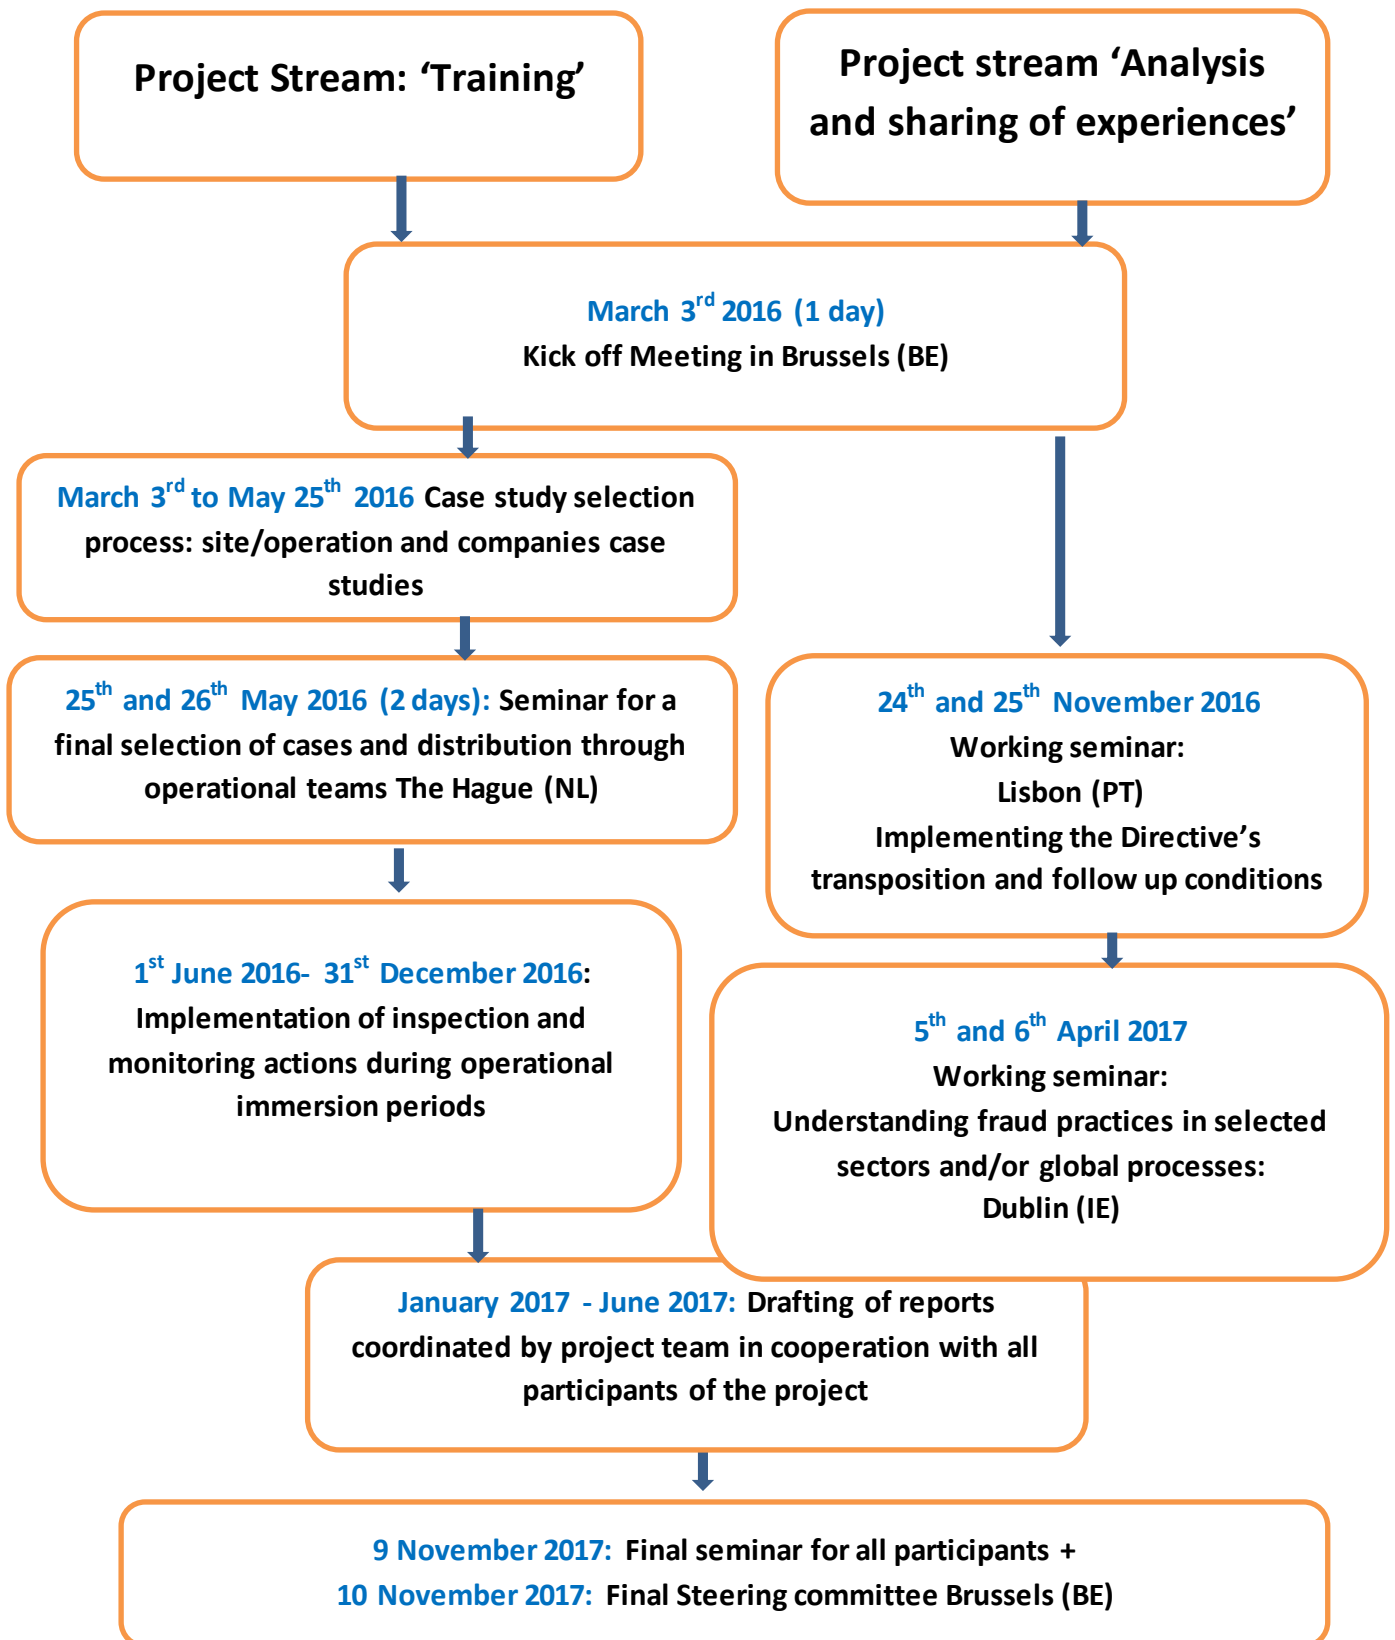 Project Stream: ‘Training’
Project stream ‘Analysis
and sharing of experiences’
March 3rd 2016 (1 day)
Kick off Meeting in Brussels (BE)
March 3rd to May 25th 2016 Case study selection
process: site/operation and companies case
studies
25th and 26th May 2016 (2 days): Seminar for a
final selection of cases and distribution through
operational teams The Hague (NL)
24th and 25th November 2016
Working seminar:
Lisbon (PT)
Implementing the Directive’s
transposition and follow up conditions
1st June 2016- 31st December 2016:
Implementation of inspection and
monitoring actions during operational
immersion periods
5th and 6th April 2017
Working seminar:
Understanding fraud practices in selected
sectors and/or global processes:
Dublin (IE)
January 2017 - June 2017: Drafting of reports
coordinated by project team in cooperation with all
participants of the project
9 November 2017: Final seminar for all participants +
10 November 2017: Final Steering committee Brussels (BE)